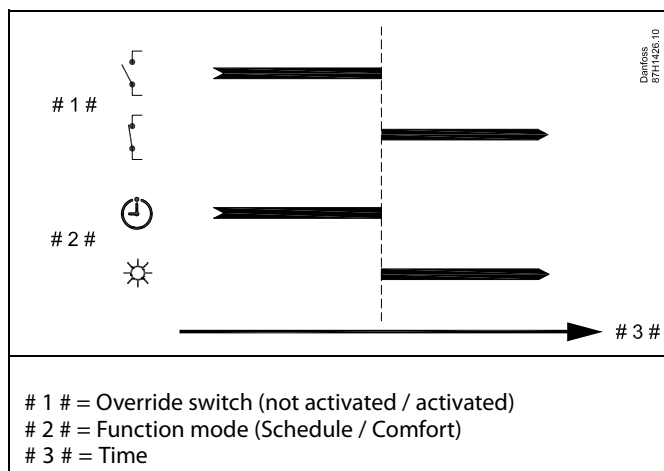 Danfoss
87H1426.10
# 1 #
# 2 #
# 3 #
# 1 # = Override switch (not activated / activated)
# 2 # = Function mode (Schedule / Comfort)
# 3 # = Time